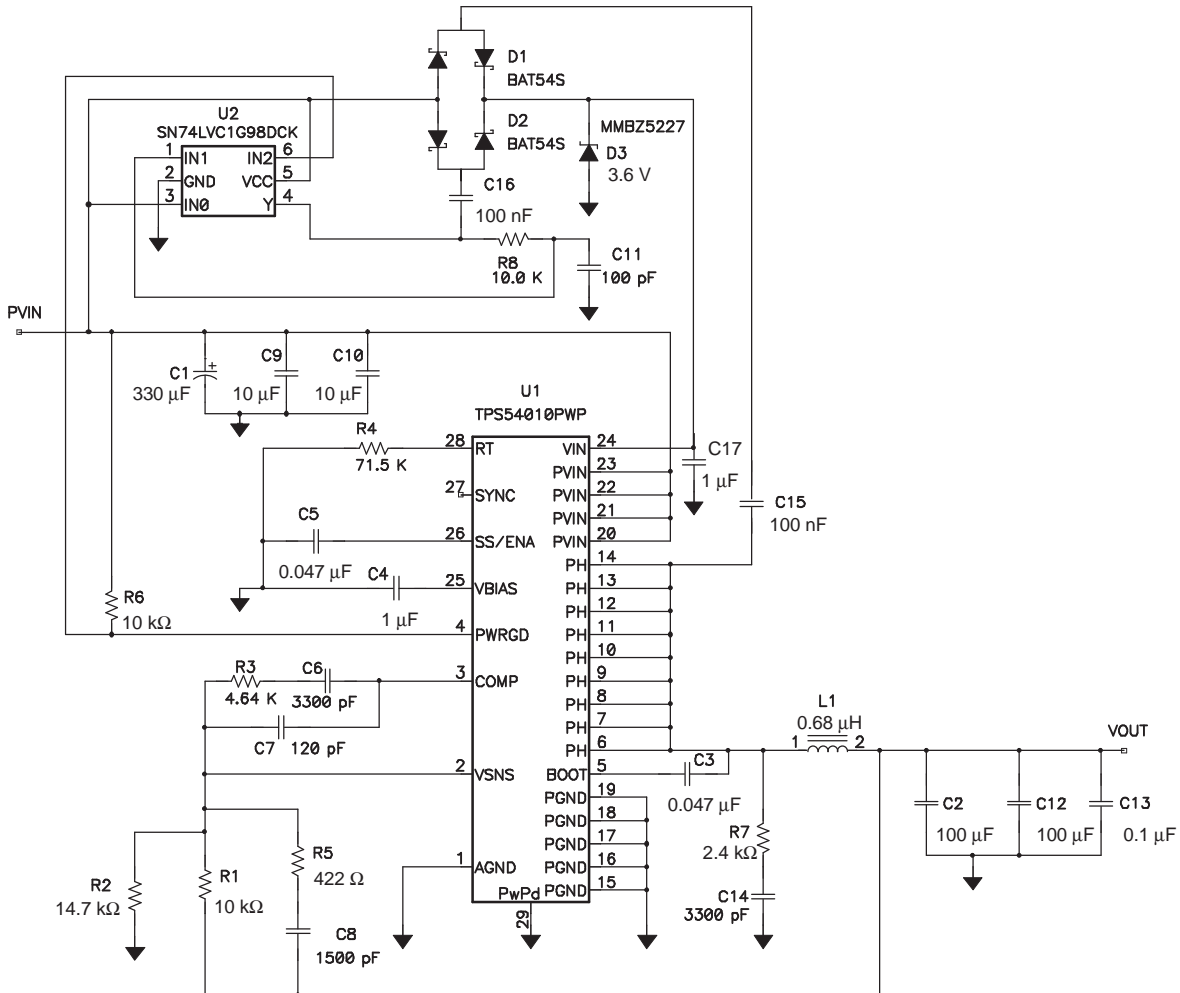 D1
BAT54S
U2
SN74LVC1G98DCK
D2
BAT54S
MMBZ5227
D3
3.6 V
1 IN1 IN2 6
2 GND VCC 5
3 IN0 Y 4
C16
100 nF
R8
10.0 K
C11
100 pF
PVIN
C1
330 µF
+
C9
10 µF
C10
10 µF
U1
TPS54010PWP
R4
71.5 K
28 RT VIN 24
PVIN 23
27 SYNC PVIN 22
PVIN 21
26 SS/ENA PVIN 20
PH 14
25 VBIAS PH 13
PH 12
4 PWRGD PH 11
PH 10
3 COMP PH 9
PH 8
PH 7
PH 6
2 VSNS BOOT 5
PGND 19
PGND 18
PGND 17
1 AGND PGND 16
PGND 15
PwPd
29
C17
1 µF
C15
100 nF
C5
0.047 µF
C4
1 µF
R6
10 kΩ
R3
4.64 K
C6
3300 pF
C7 120 pF
L1
0.68 µH
1 2
VOUT
C3
0.047 µF
R7
2.4 kΩ
C14
3300 pF
C2
100 µF
C12
100 µF
C13
0.1 µF
R2
14.7 kΩ
R1
10 kΩ
R5
422 Ω
C8
1500 pF